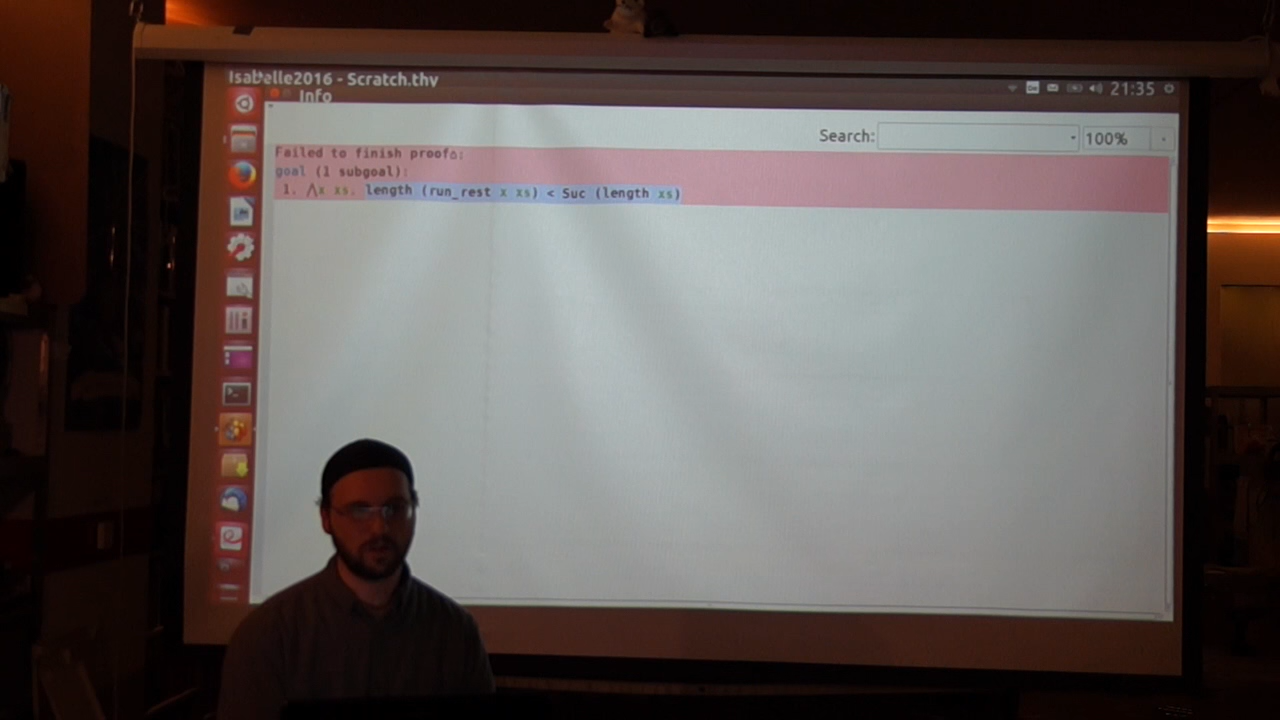 Isabelle2016 - Scratch.thy
Info
21:35
Search:
100%
Failed to finish proof⌂:
goal (1 subgoal):
1. ⋀x xs. length (run_rest x xs) < Suc (length xs)